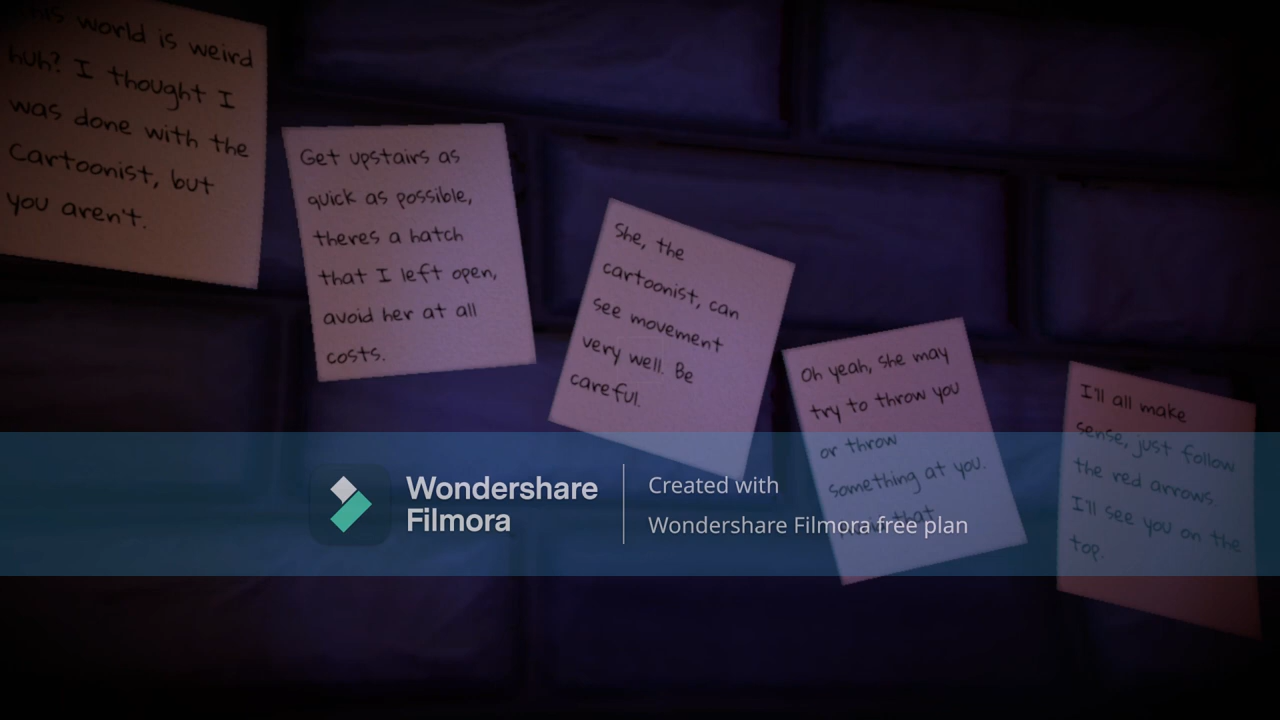 this world is weird
huh? I thought I
was done with the
Cartoonist, but
you aren't.
Get upstairs as
quick as possible,
theres a hatch
that I left open,
avoid her at all
costs.
She, the
cartoonist, can
see movement
very well. Be
careful.
Oh yeah, she may
try to throw you
or throw
something at you.
that
I'll all make
sense, just follow
the red arrows.
I'll see you on the
top.
Wondershare
Filmora
Created with
Wondershare Filmora free plan